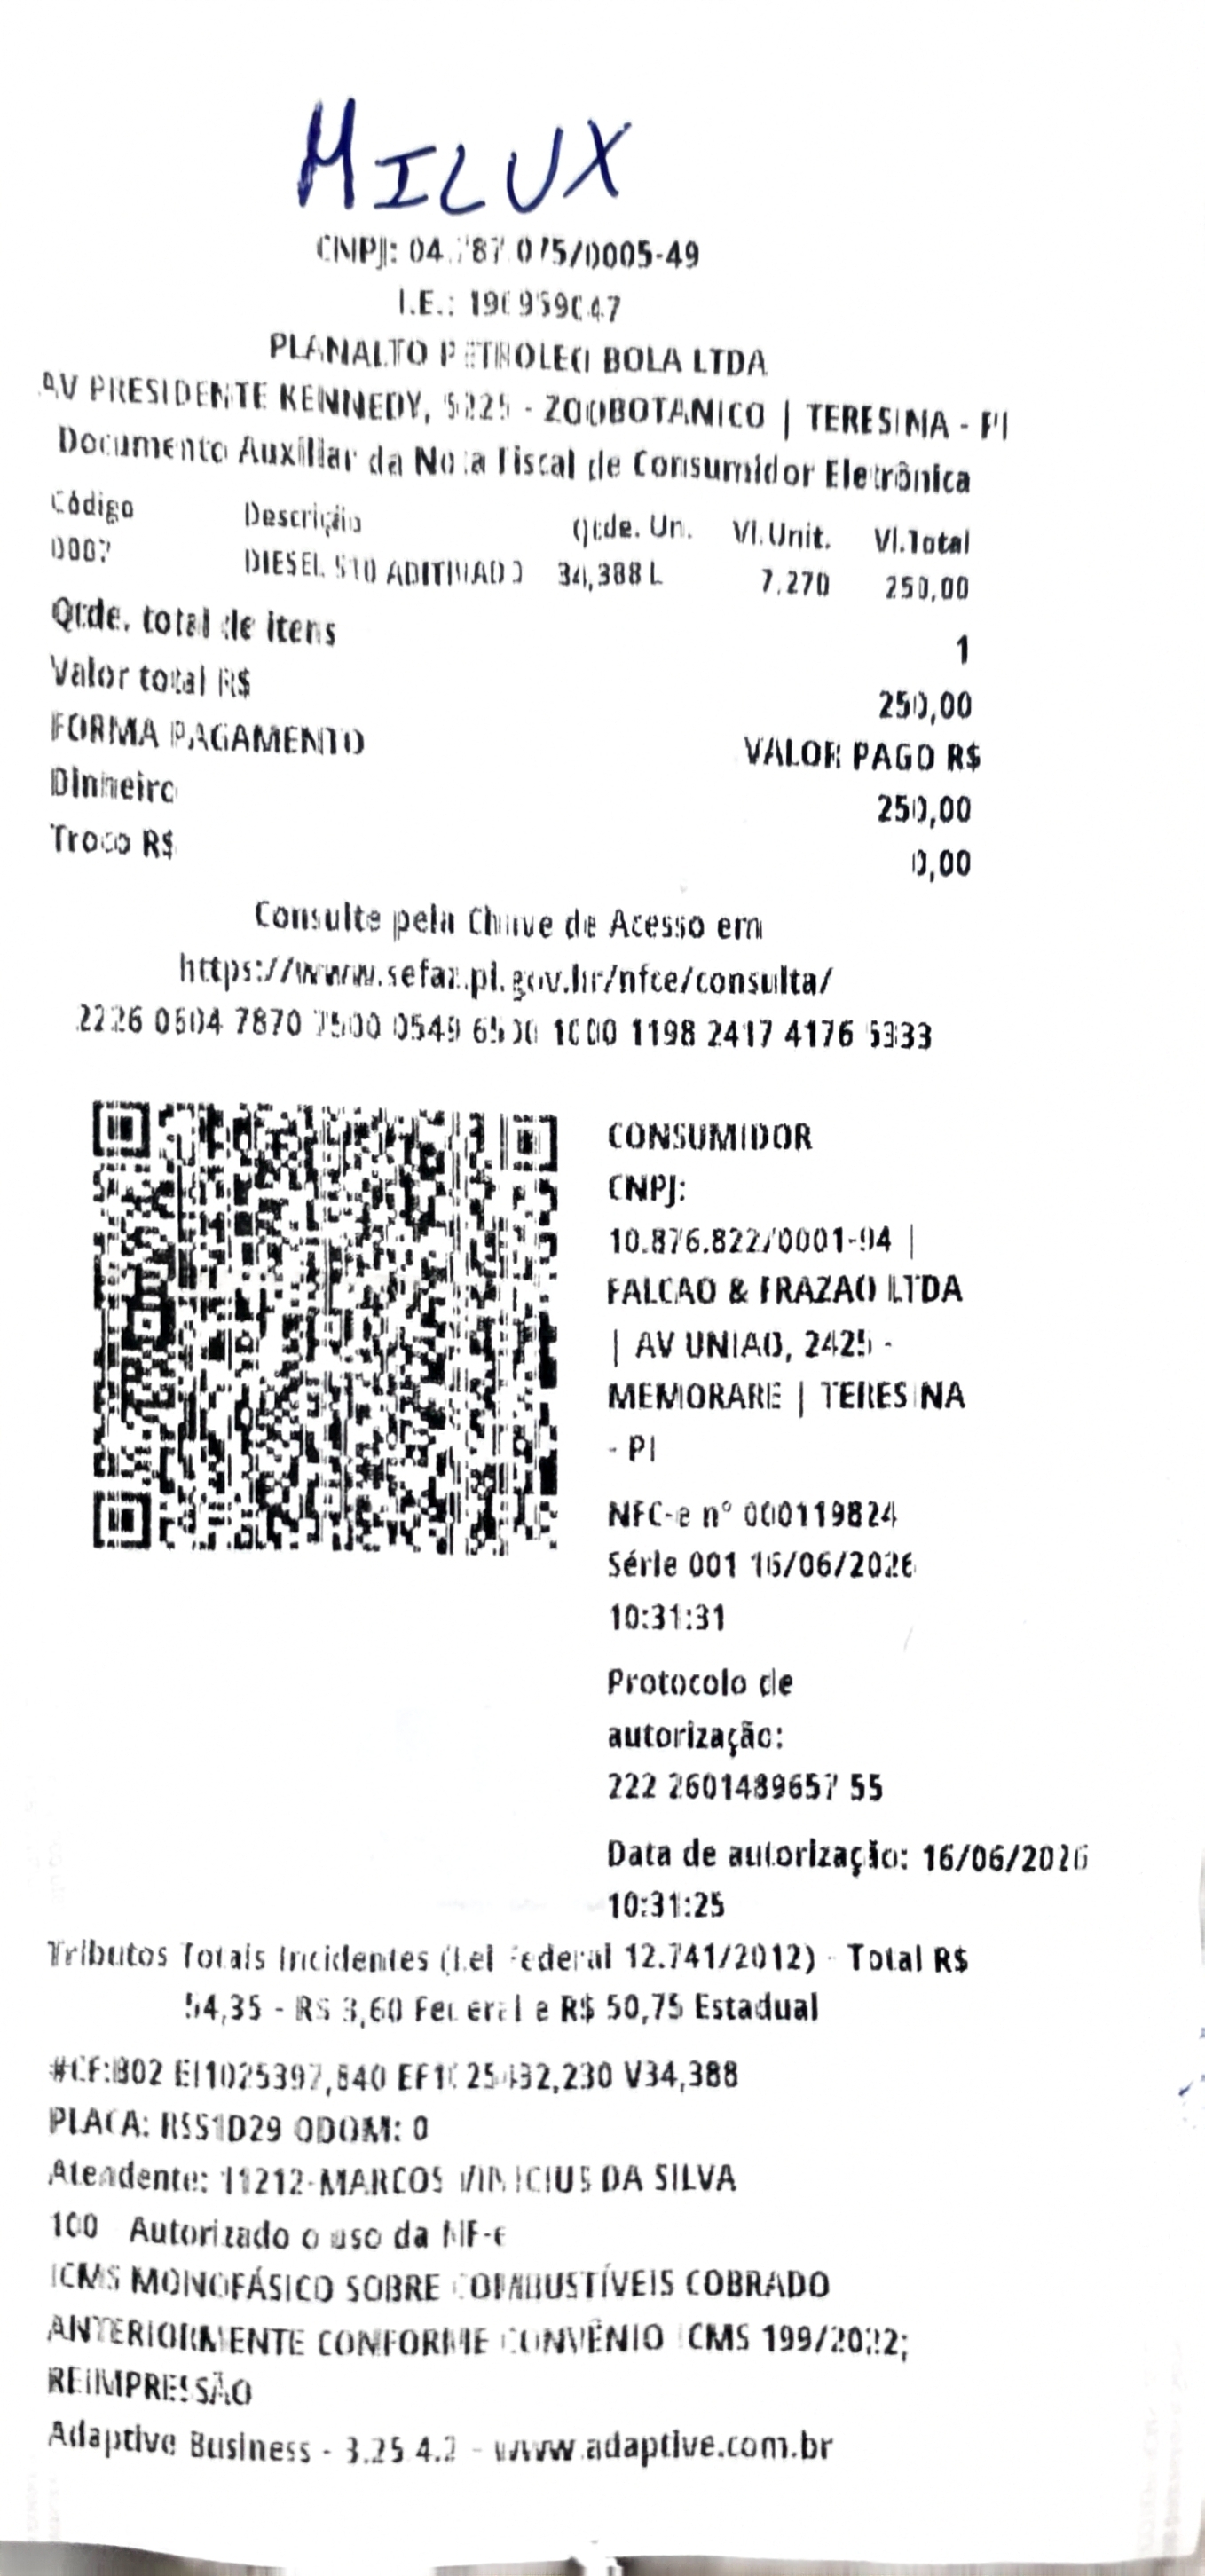 HILUX
CNPJ: 04.787.075/0005-49
I.E.: 190959047
PLANALTO PETROLEO BOLA LTDA
AV PRESIDENTE KENNEDY, 5225 - ZOOBOTANICO | TERESINA - PI
Documento Auxiliar da Nota Fiscal de Consumidor Eletrônica
Código Descrição Qtde. Un. Vl.Unit. Vl.Total
0007 DIESEL S10 ADITIVADO 34,388 L 7,270 250,00
Qtde. total de itens 1
Valor total R$ 250,00
FORMA PAGAMENTO VALOR PAGO R$
Dinheiro 250,00
Troco R$ 0,00
Consulte pela Chave de Acesso em
https://www.sefaz.pi.gov.br/nfce/consulta/
2226 0604 7870 7500 0549 6500 1000 1198 2417 4176 5333
CONSUMIDOR
CNPJ:
10.876.822/0001-94 |
FALCAO & FRAZAO LTDA
| AV UNIAO, 2425 -
MEMORARE | TERESINA
- PI
NFC-e nº 000119824
Série 001 16/06/2026
10:31:31
Protocolo de
autorização:
222 2601489657 55
Data de autorização: 16/06/2026
10:31:25
Tributos Totais Incidentes (Lei Federal 12.741/2012) - Total R$
54,35 - R$ 3,60 Federal e R$ 50,75 Estadual
#CF:B02 EI1025397,840 EF1025432,230 V34,388
PLACA: RSS1D29 ODOM: 0
Atendente: 11212-MARCOS VINICIUS DA SILVA
100 Autorizado o uso da NF-e
ICMS MONOFÁSICO SOBRE COMBUSTÍVEIS COBRADO
ANTERIORMENTE CONFORME CONVÊNIO ICMS 199/2022;
REIMPRESSÃO
Adaptive Business - 3.25.4.2 - www.adaptive.com.br